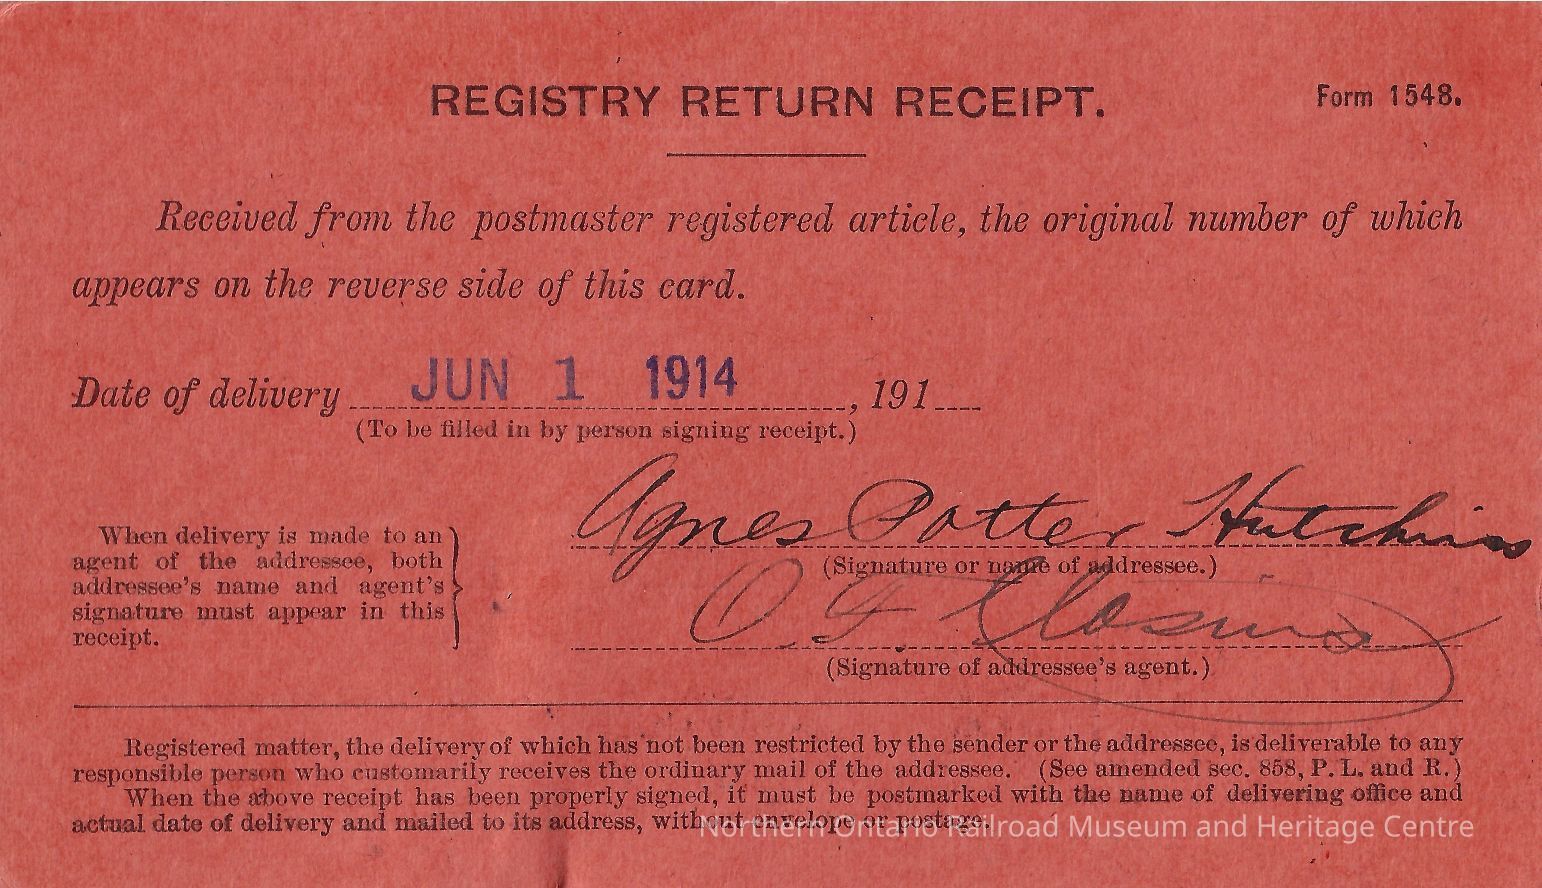 REGISTRY RETURN RECEIPT.
Form 1548.
Received from the postmaster registered article, the original number of which
appears on the reverse side of this card.
Date of delivery JUN 1 1914, 191
(To be filled in by person signing receipt.)
Agnes Potter Hutchins
When delivery is made to an
agent of the addressee, both
addressee's name and agent's
signature must appear in this
receipt.
(Signature or name of addressee.)
(Signature of addressee's agent.)
Registered matter, the delivery of which has not been restricted by the sender or the addressee, is deliverable to any
responsible person who customarily receives the ordinary mail of the addressee. (See amended sec. 858, P. L. and R.)
When the above receipt has been properly signed, it must be postmarked with the name of delivering office and
actual date of delivery and mailed to its address, without envelope or postage.
Northern Ontario Railroad Museum and Heritage Centre